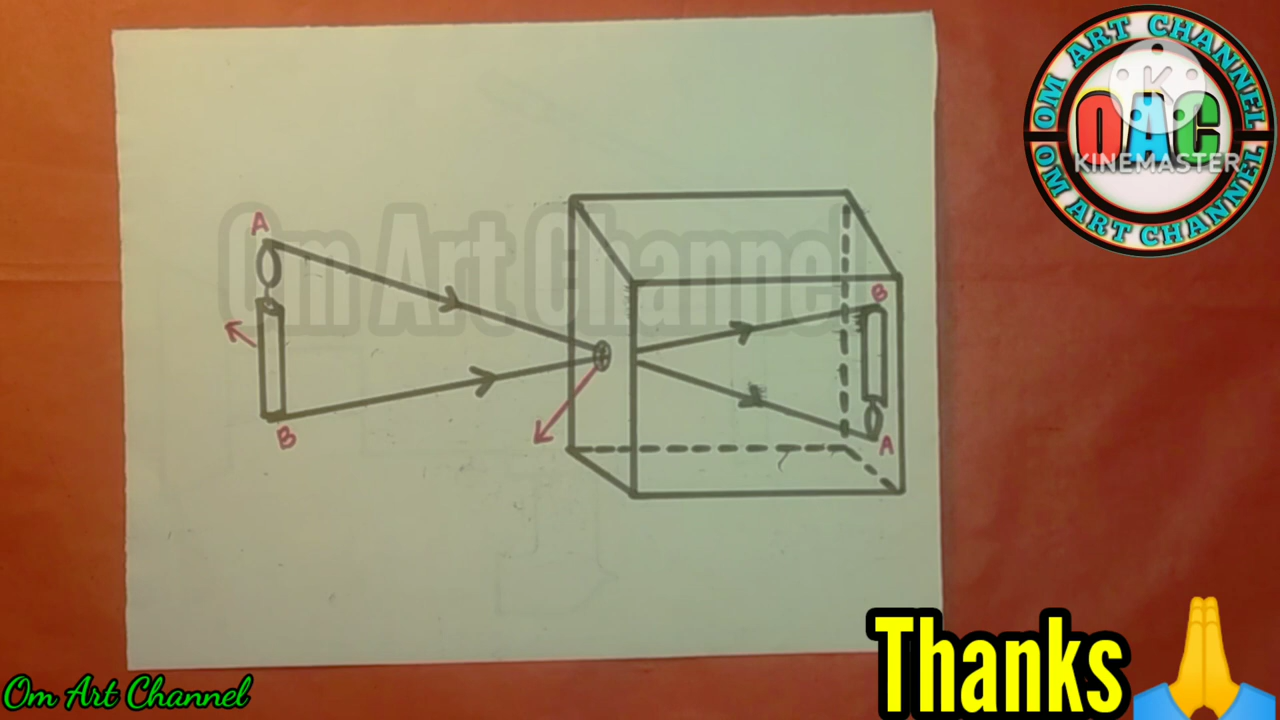 OM ART CHANNEL
OAC
K
KINEMASTER
OM ART CHANNEL
Om Art Channel
A
B
B
A
Om Art Channel
Thanks